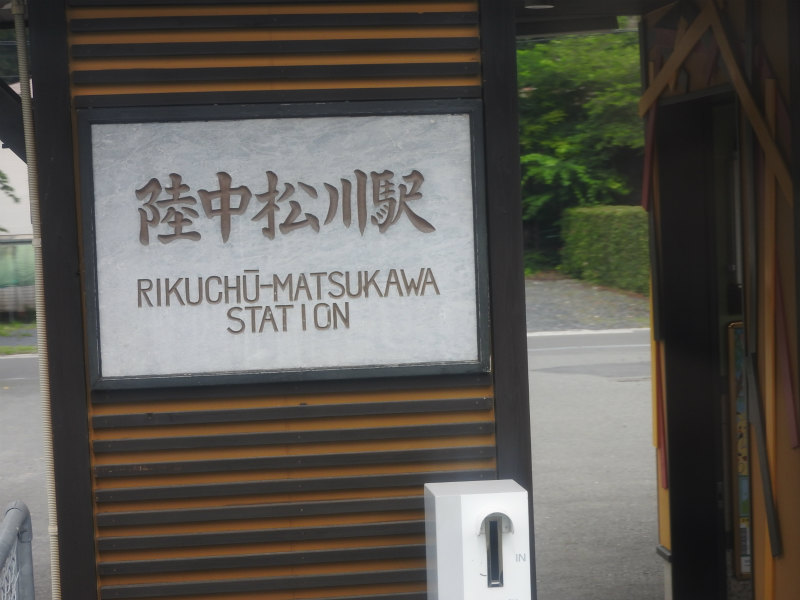 陸中松川駅
RIKUCHŪ-MATSUKAWA
STATION
IN